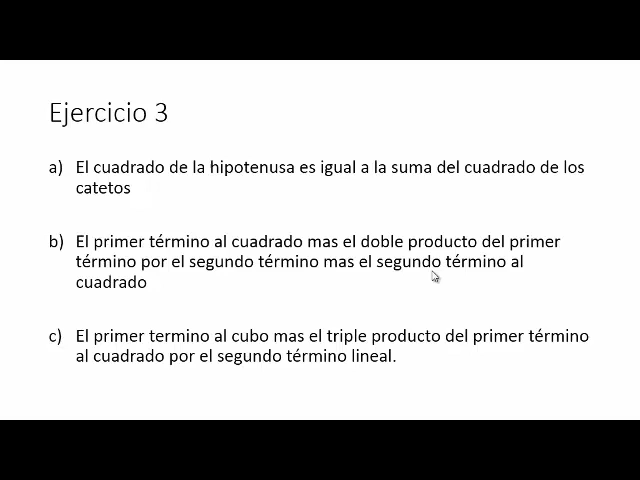 Ejercicio 3
a) El cuadrado de la hipotenusa es igual a la suma del cuadrado de los
catetos
b) El primer término al cuadrado mas el doble producto del primer
término por el segundo término mas el segundo término al
cuadrado
c) El primer termino al cubo mas el triple producto del primer término
al cuadrado por el segundo término lineal.